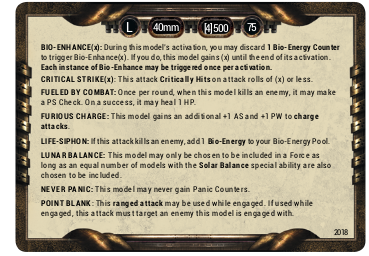 L 40mm [4]500 75
BIO-ENHANCE(x): During this model's activation, you may discard 1 Bio-Energy Counter
to trigger Bio-Enhance(x). If you do, this model gains (x) until the end of its activation.
Each instance of Bio-Enhance may be triggered once per activation.
CRITICAL STRIKE(x): This attack Critically Hits on attack rolls of (x) or less.
FUELED BY COMBAT: Once per round, when this model kills an enemy, it may make
a PS Check. On a success, it may heal 1 HP.
FURIOUS CHARGE: This model gains an additional +1 AS and +1 PW to charge
attacks.
LIFE-SIPHON: If this attack kills an enemy, add 1 Bio-Energy to your Bio-Energy Pool.
LUNAR BALANCE: This model may only be chosen to be included in a Force as
long as an equal number of models with the Solar Balance special ability are also
chosen to be included.
NEVER PANIC: This model may never gain Panic Counters.
POINT BLANK: This ranged attack may be used while engaged. If used while
engaged, this attack must target an enemy this model is engaged with.
2018